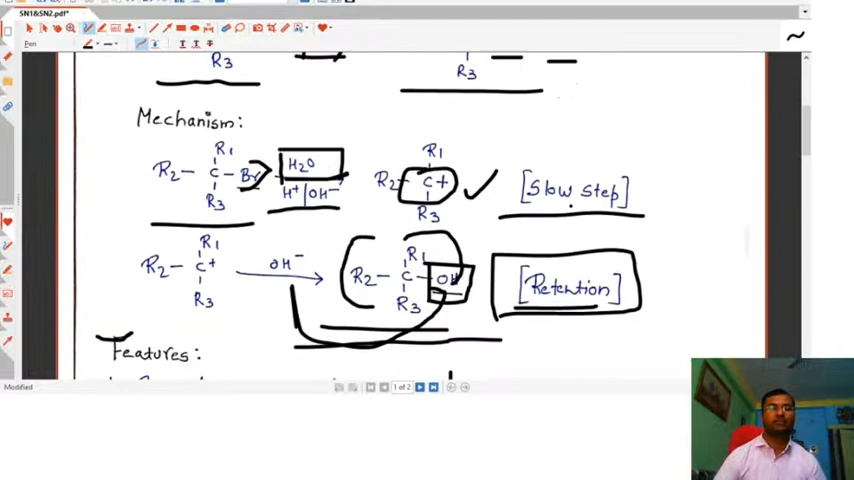 SN1&SN2.pdf*
Pen
R3
R3
Mechanism:
R1
R2 - C - Br
R3
H2O
H+/OH-
R1
R2 - C+
R3
[Slow Step]
R1
R2 - C+
R3
OH-
R1
R2 - C - OH
R3
[Retention]
Features:
Modified
1 of 2